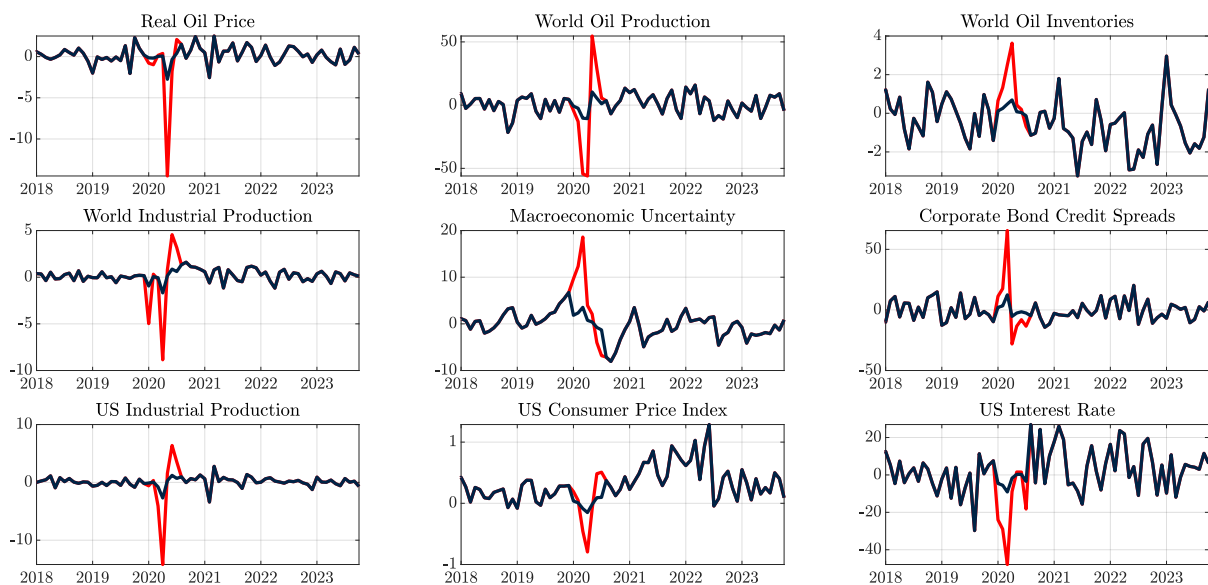 Real Oil Price
0
-5
-10
2018 2019 2020 2021 2022 2023
World Oil Production
50
0
-50
2018 2019 2020 2021 2022 2023
World Oil Inventories
4
2
0
-2
2018 2019 2020 2021 2022 2023
World Industrial Production
5
0
-5
-10
2018 2019 2020 2021 2022 2023
Macroeconomic Uncertainty
20
10
0
-10
2018 2019 2020 2021 2022 2023
Corporate Bond Credit Spreads
50
0
-50
2018 2019 2020 2021 2022 2023
US Industrial Production
10
0
-10
2018 2019 2020 2021 2022 2023
US Consumer Price Index
1
0
-1
2018 2019 2020 2021 2022 2023
US Interest Rate
20
0
-20
-40
2018 2019 2020 2021 2022 2023